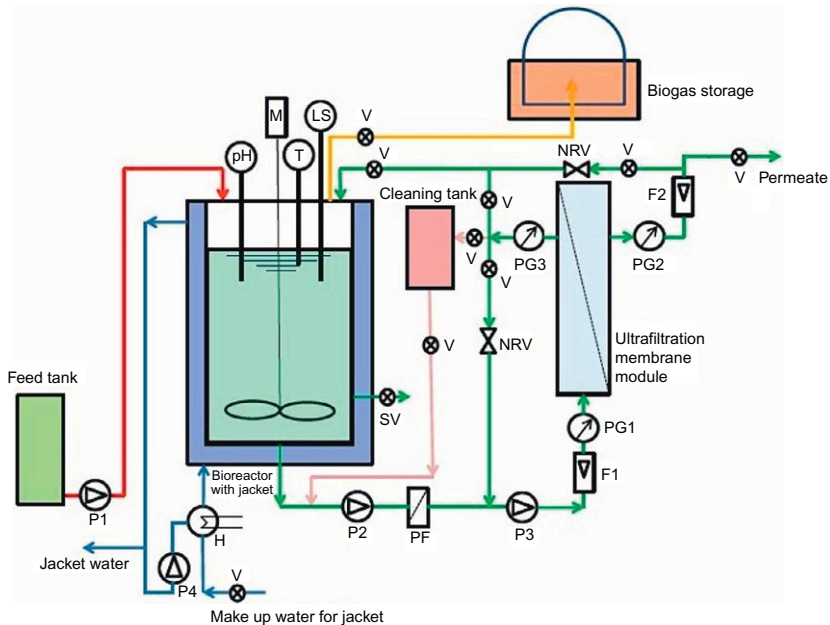 Biogas storage
M
LS
V
pH
T
V
NRV
V
V
Permeate
F2
Cleaning tank
V
V
PG3
PG2
V
NRV
V
Ultrafiltration
membrane
module
Feed tank
SV
PG1
Bioreactor
with jacket
F1
P1
P2
PF
P3
H
Jacket water
P4
V
Make up water for jacket